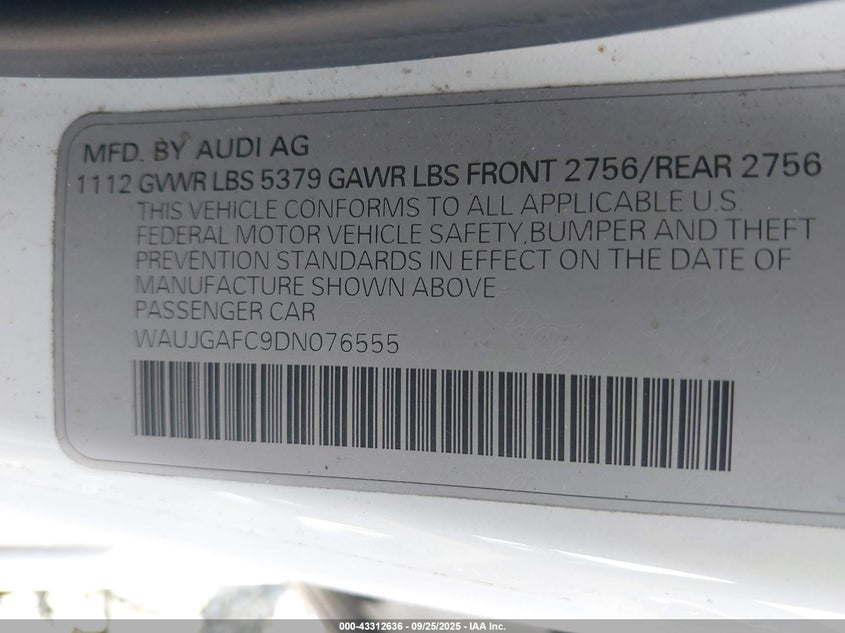 MFD. BY AUDI AG
1112 GVWR LBS 5379 GAWR LBS FRONT 2756/REAR 2756
THIS VEHICLE CONFORMS TO ALL APPLICABLE U.S.
FEDERAL MOTOR VEHICLE SAFETY,BUMPER AND THEFT
PREVENTION STANDARDS IN EFFECT ON THE DATE OF
MANUFACTURE SHOWN ABOVE
PASSENGER CAR
WAUJGAFC9DN076555
000-43312636 - 09/25/2025 - IAA Inc.